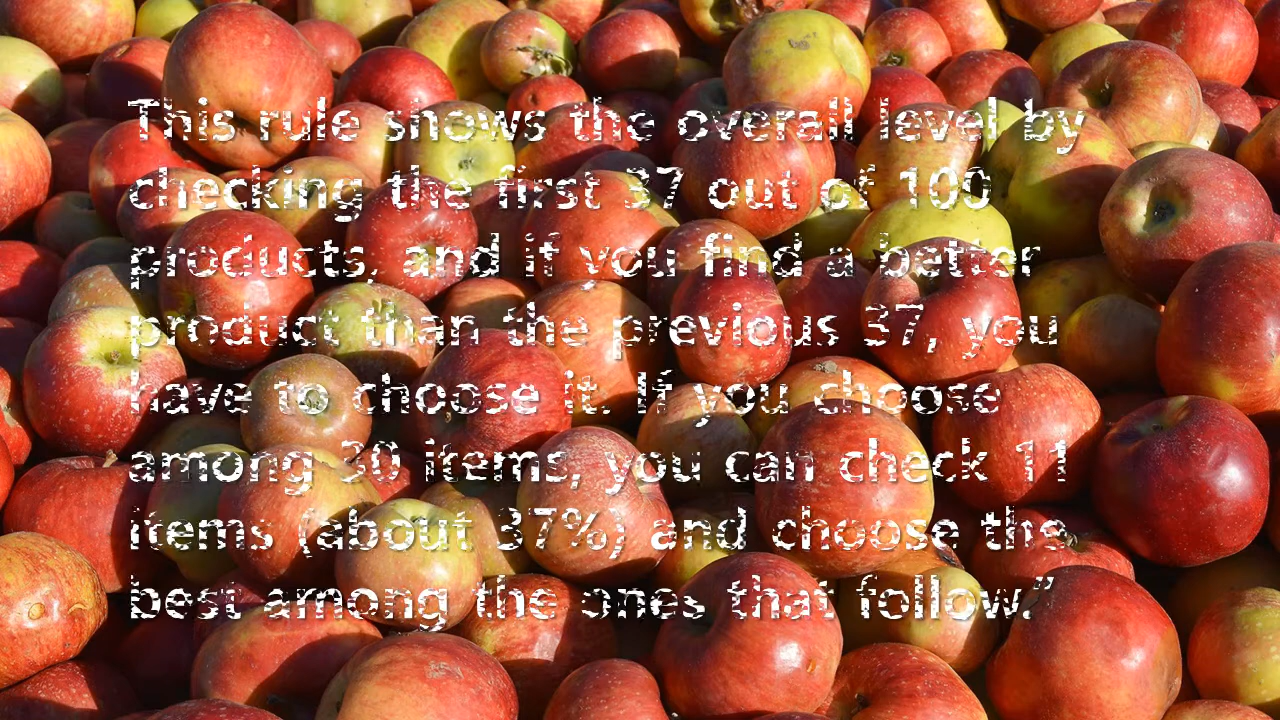 This rule shows the overall level by
checking the first 37 out of 100
products, and if you find a better
product than the previous 37, you
have to choose it. If you choose
among 30 items, you can check 11
items (about 37%) and choose the
best among the ones that follow.”